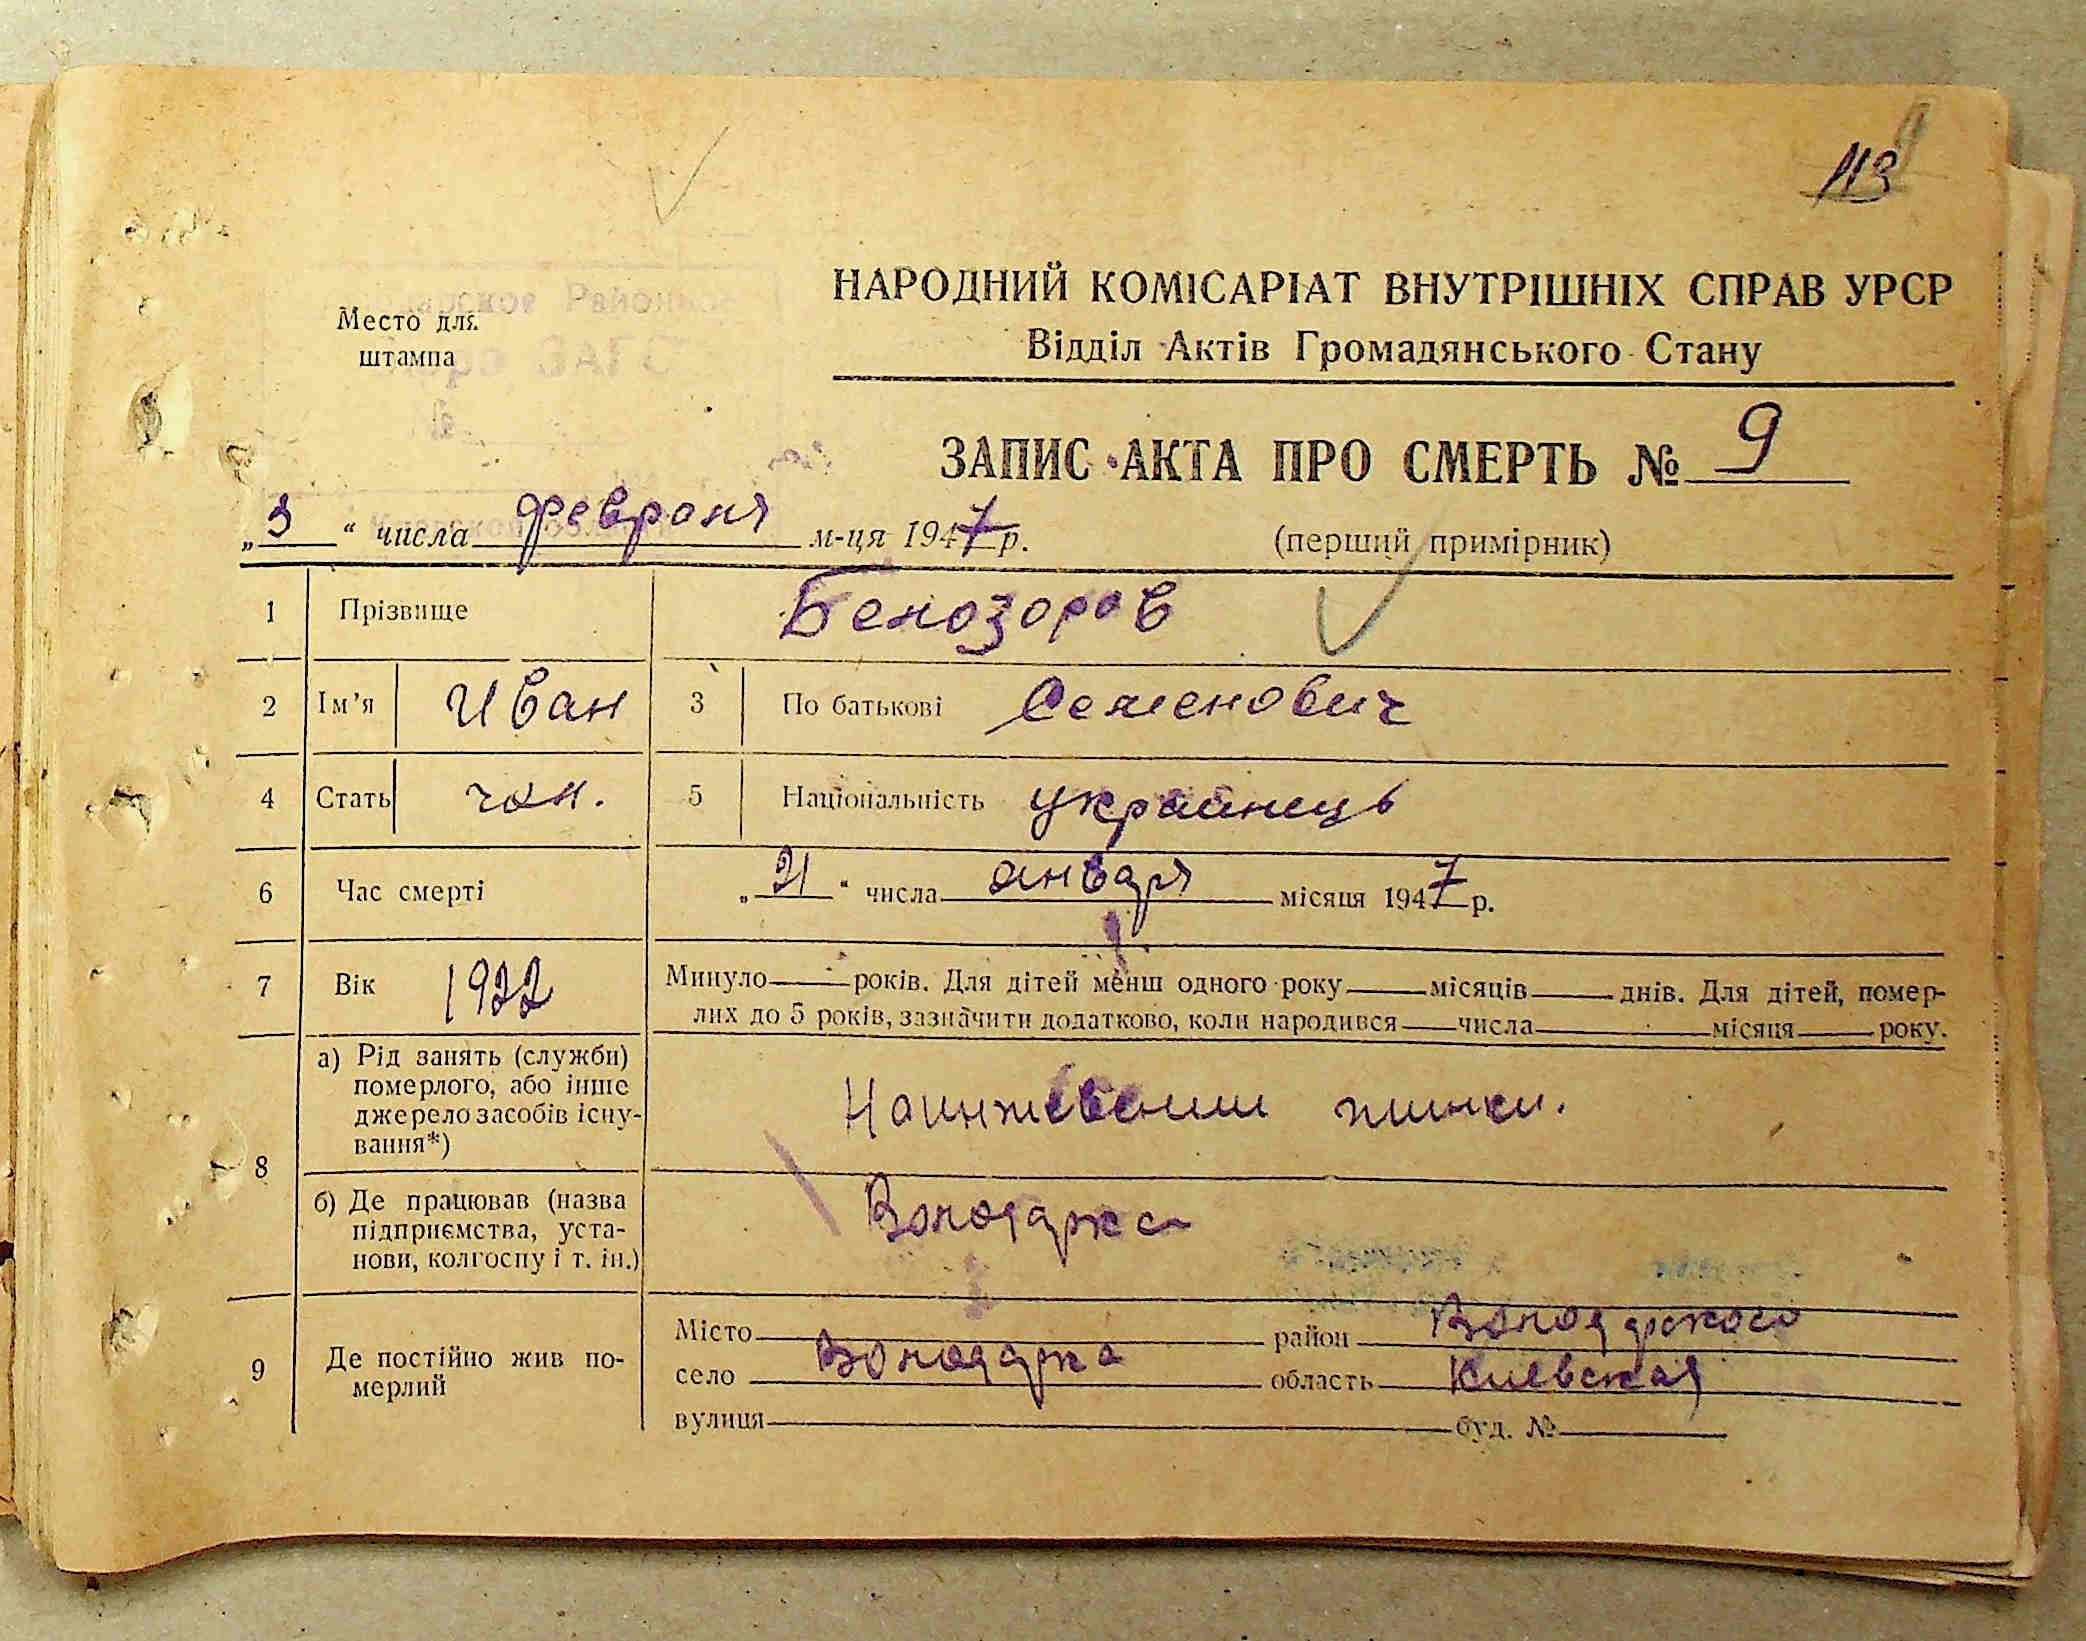 113
Место для
штампа
НАРОДНИЙ КОМІСАРІАТ ВНУТРІШНІХ СПРАВ УРСР
Відділ Актів Громадянського Стану
ЗАПИС АКТА ПРО СМЕРТЬ № 9
„3“ числа февраля м-ця 1947 р. (перший примірник)
1 Прізвище Белозоров
2 Ім'я Иван 3 По батькові Семенович
4 Стать чол. 5 Національність українець
6 Час смерті „21“ числа января місяця 1947 р.
7 Вік 1922 Минуло років. Для дітей менш одного року місяців днів. Для дітей, помер-
лих до 5 років, зазначити додатково, коли народився числа місяця року.
8 а) Рід занять (служби)
померлого, або інше
джерело засобів існу-
вання*)
б) Де працював (назва
підприємства, уста-
нови, колгоспу і т. ін.)
Володарка
9 Де постійно жив по-
мерлий
Місто район Володарского
село Володарка область Киевская
вулиця буд. №